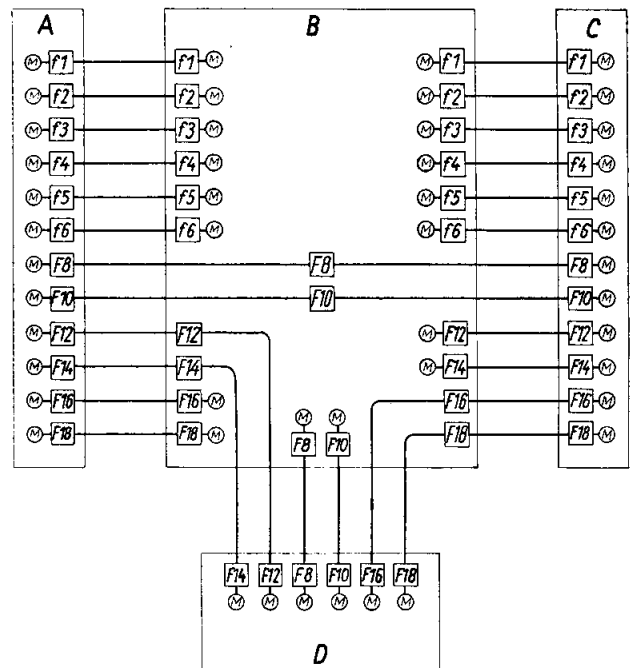 A B C
M f1 f1 M M f1 f1 M
M f2 f2 M M f2 f2 M
M f3 f3 M M f3 f3 M
M f4 f4 M M f4 f4 M
M f5 f5 M M f5 f5 M
M f6 f6 M M f6 f6 M
M F8 F8 F8 M
M F10 F10 F10 M
M F12 F12 M F12 F12 M
M F14 F14 M F14 F14 M
M F16 F16 M F16 F16 M
M F18 F18 M F18 F18 M
M M
F8 F10
F14 F12 F8 F10 F16 F18
M M M M M M
D